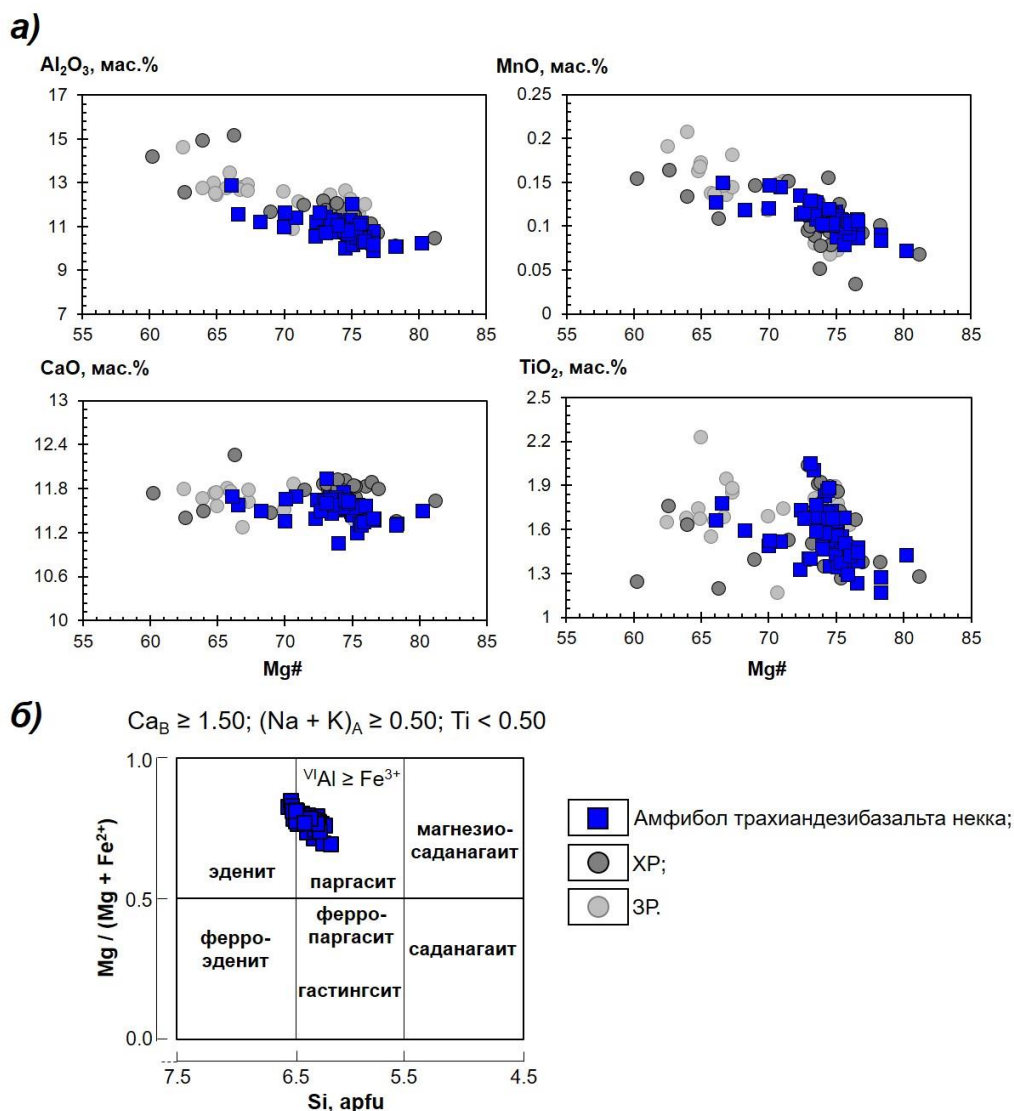 а)
Al₂O₃, мас.%
MnO, мас.%
17
15
13
11
9
7
55 60 65 70 75 80 85
0.25
0.2
0.15
0.1
0.05
0
55 60 65 70 75 80 85
CaO, мас.%
TiO₂, мас.%
13
12.4
11.8
11.2
10.6
10
55 60 65 70 75 80 85
Mg#
2.5
2.2
1.9
1.6
1.3
1
55 60 65 70 75 80 85
Mg#
б)
Ca_B ≥ 1.50; (Na + K)_A ≥ 0.50; Ti < 0.50
Mg / (Mg + Fe²⁺)
1.0
0.5
0.0
ⱽᴵAl ≥ Fe³⁺
эденит
паргасит
магнезио-
саданагаит
ферро-
эденит
ферро-
паргасит
гастингсит
саданагаит
7.5 6.5 5.5 4.5
Si, apfu
Амфибол трахиандезибазальта некка;
ХР;
ЗР.